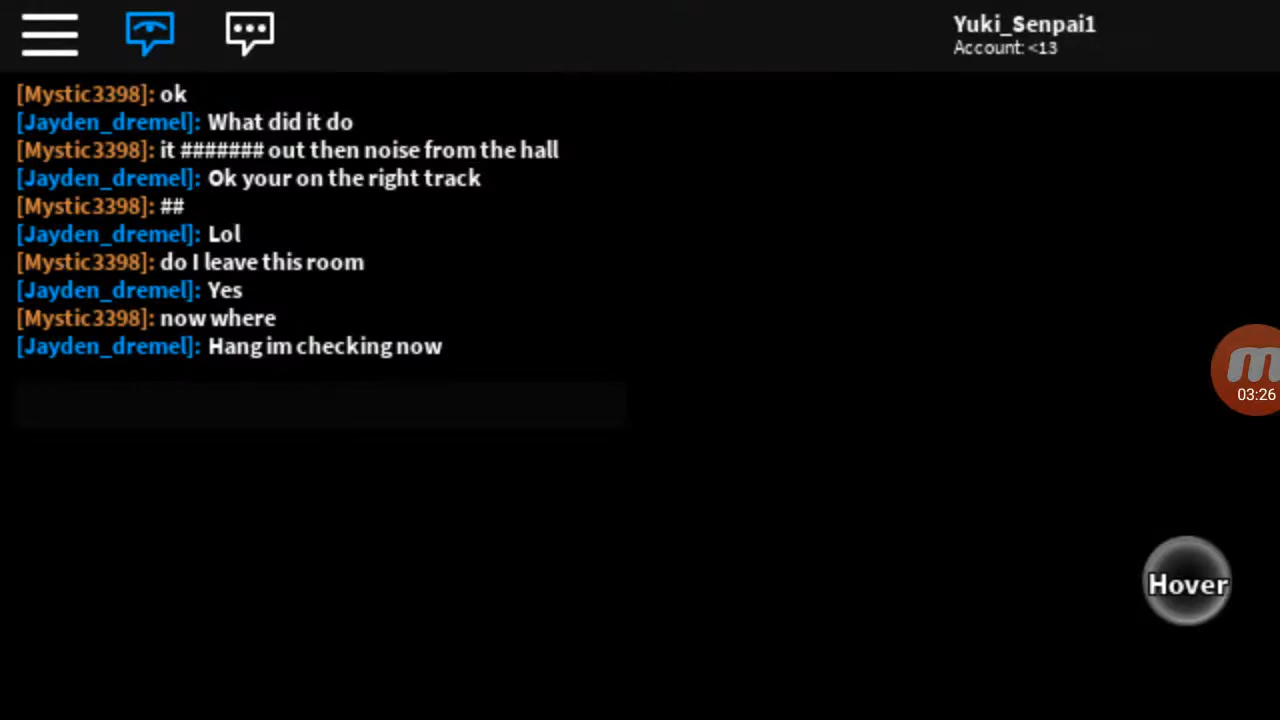 Yuki_Senpai1
Account: <13
[Mystic3398]: ok
[Jayden_dremel]: What did it do
[Mystic3398]: it ####### out then noise from the hall
[Jayden_dremel]: Ok your on the right track
[Mystic3398]: ##
[Jayden_dremel]: Lol
[Mystic3398]: do I leave this room
[Jayden_dremel]: Yes
[Mystic3398]: now where
[Jayden_dremel]: Hang im checking now
03:26
Hover